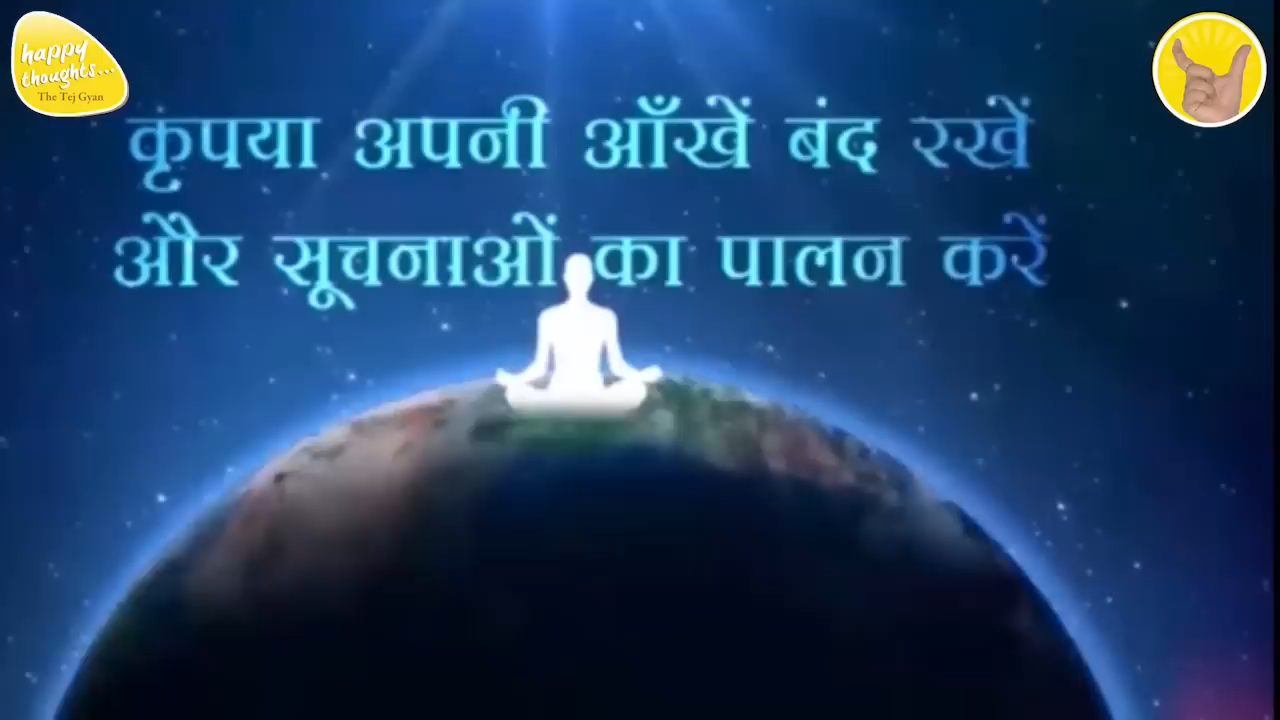 happy
thoughts...
The Tej Gyan
कृपया अपनी आँखें बंद रखें
और सूचनाओं का पालन करें